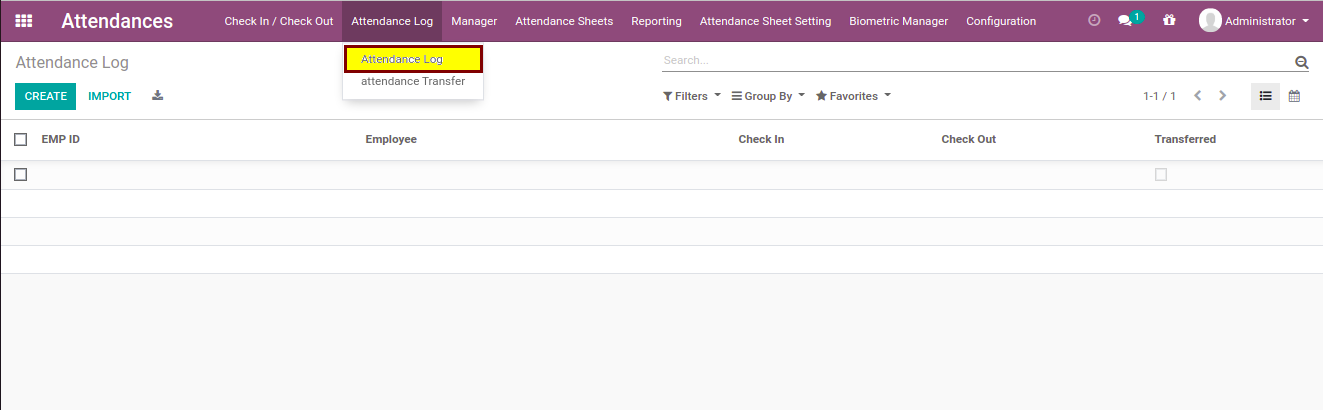 Attendances Check In / Check Out Attendance Log Manager Attendance Sheets Reporting Attendance Sheet Setting Biometric Manager Configuration 1 Administrator
Attendance Log
Attendance Log Search...
attendance Transfer
CREATE IMPORT Filters Group By Favorites 1-1 / 1
EMP ID Employee Check In Check Out Transferred